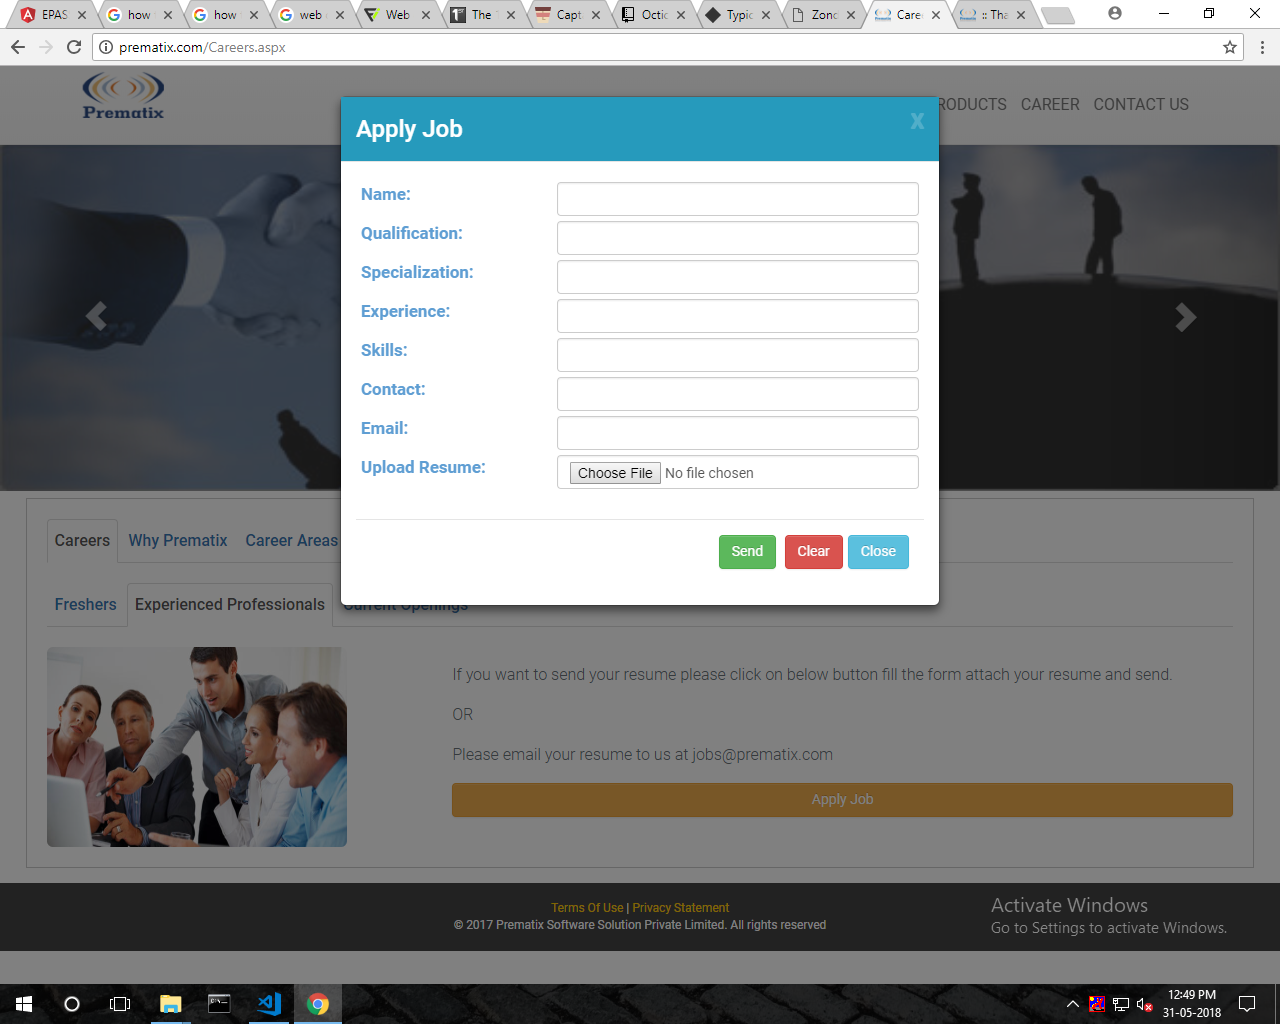 EPAS
how
how
web
Web
The
Capt
Octic
Typic
Zonc
Care
:: Tha
prematix.com/Careers.aspx
Prematix
RODUCTS CAREER CONTACT US
Apply Job X
Name:
Qualification:
Specialization:
Experience:
Skills:
Contact:
Email:
Upload Resume: Choose File No file chosen
Send Clear Close
Careers Why Prematix Career Areas
Freshers Experienced Professionals Current Openings
If you want to send your resume please click on below button fill the form attach your resume and send.
OR
Please email your resume to us at jobs@prematix.com
Apply Job
Terms Of Use | Privacy Statement
© 2017 Prematix Software Solution Private Limited. All rights reserved
Activate Windows
Go to Settings to activate Windows.
12:49 PM
31-05-2018